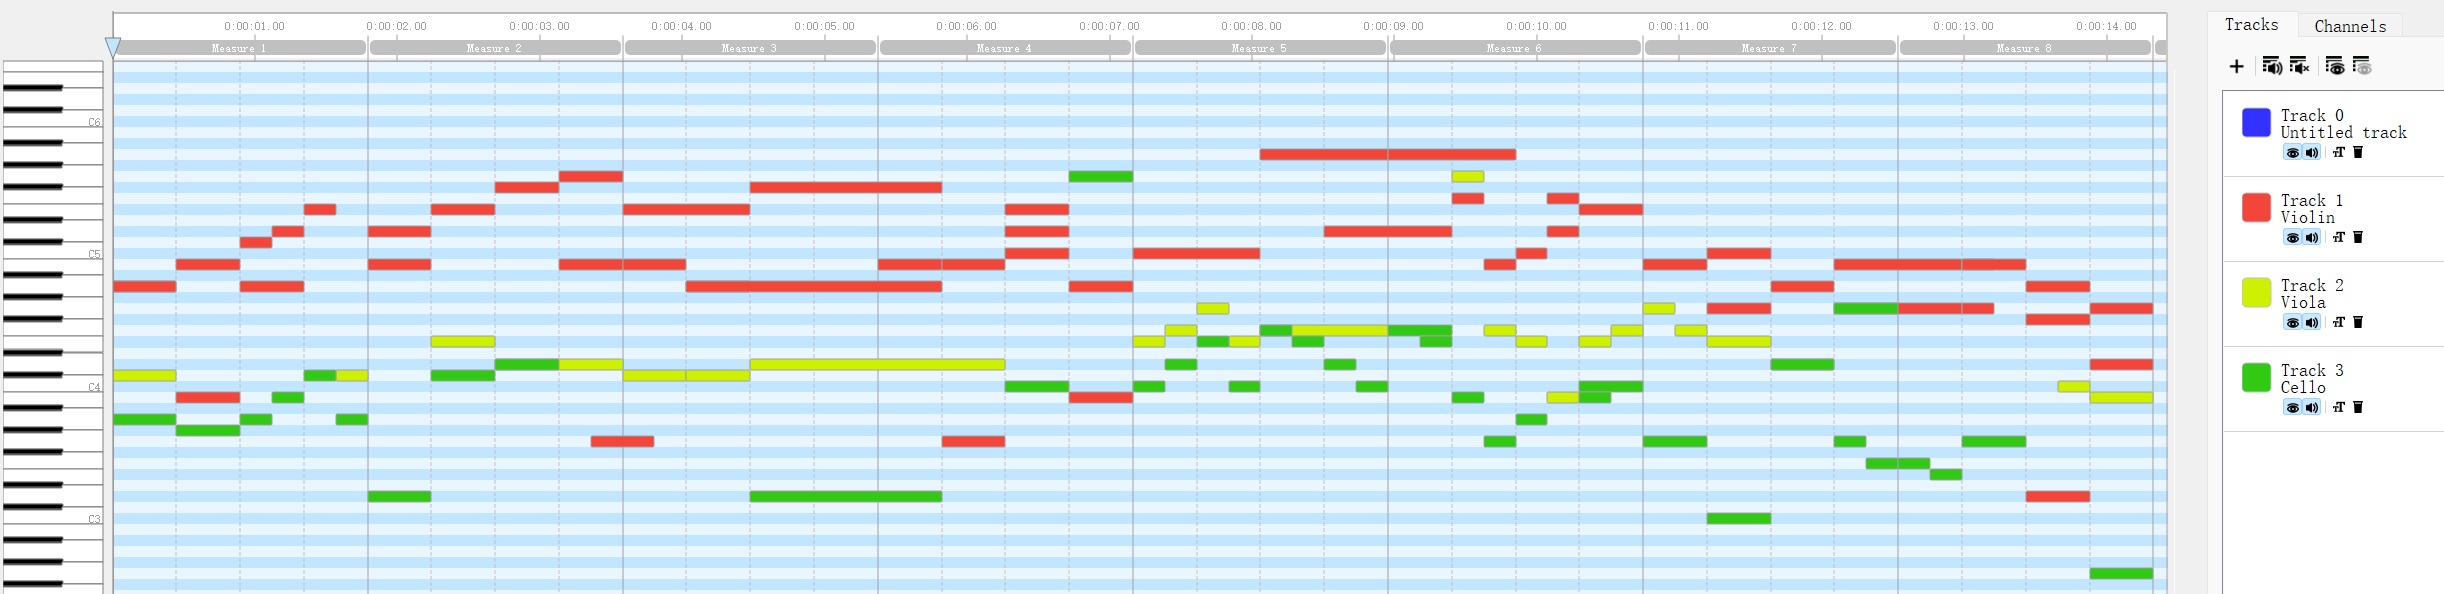 0:00:01.00 0:00:02.00 0:00:03.00 0:00:04.00 0:00:05.00 0:00:06.00 0:00:07.00 0:00:08.00 0:00:09.00 0:00:10.00 0:00:11.00 0:00:12.00 0:00:13.00 0:00:14.00
Measure 1 Measure 2 Measure 3 Measure 4 Measure 5 Measure 6 Measure 7 Measure 8
C6
C5
C4
C3
Tracks Channels
Track 0
Untitled track
Track 1
Violin
Track 2
Viola
Track 3
Cello